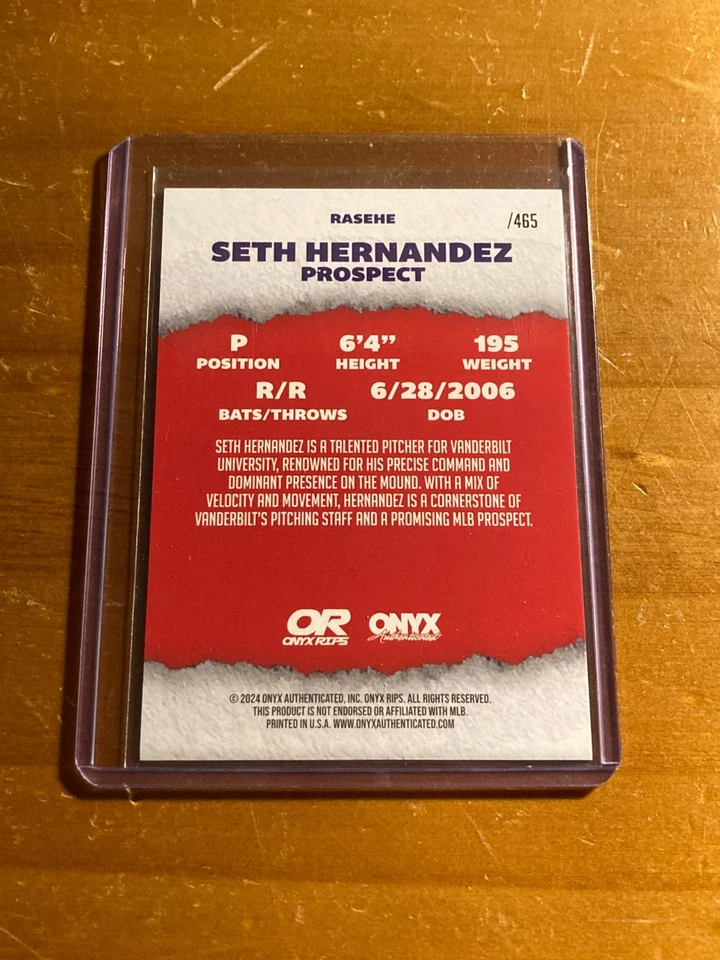 RASEHE
/465
SETH HERNANDEZ
PROSPECT
P 6'4" 195
POSITION HEIGHT WEIGHT
R/R 6/28/2006
BATS/THROWS DOB
SETH HERNANDEZ IS A TALENTED PITCHER FOR VANDERBILT
UNIVERSITY, RENOWNED FOR HIS PRECISE COMMAND AND
DOMINANT PRESENCE ON THE MOUND. WITH A MIX OF
VELOCITY AND MOVEMENT, HERNANDEZ IS A CORNERSTONE OF
VANDERBILT'S PITCHING STAFF AND A PROMISING MLB PROSPECT.
OR ONYX
ONYX RIPS Authenticated
© 2024 ONYX AUTHENTICATED, INC. ONYX RIPS. ALL RIGHTS RESERVED.
THIS PRODUCT IS NOT ENDORSED OR AFFILIATED WITH MLB.
PRINTED IN U.S.A. WWW.ONYXAUTHENTICATED.COM